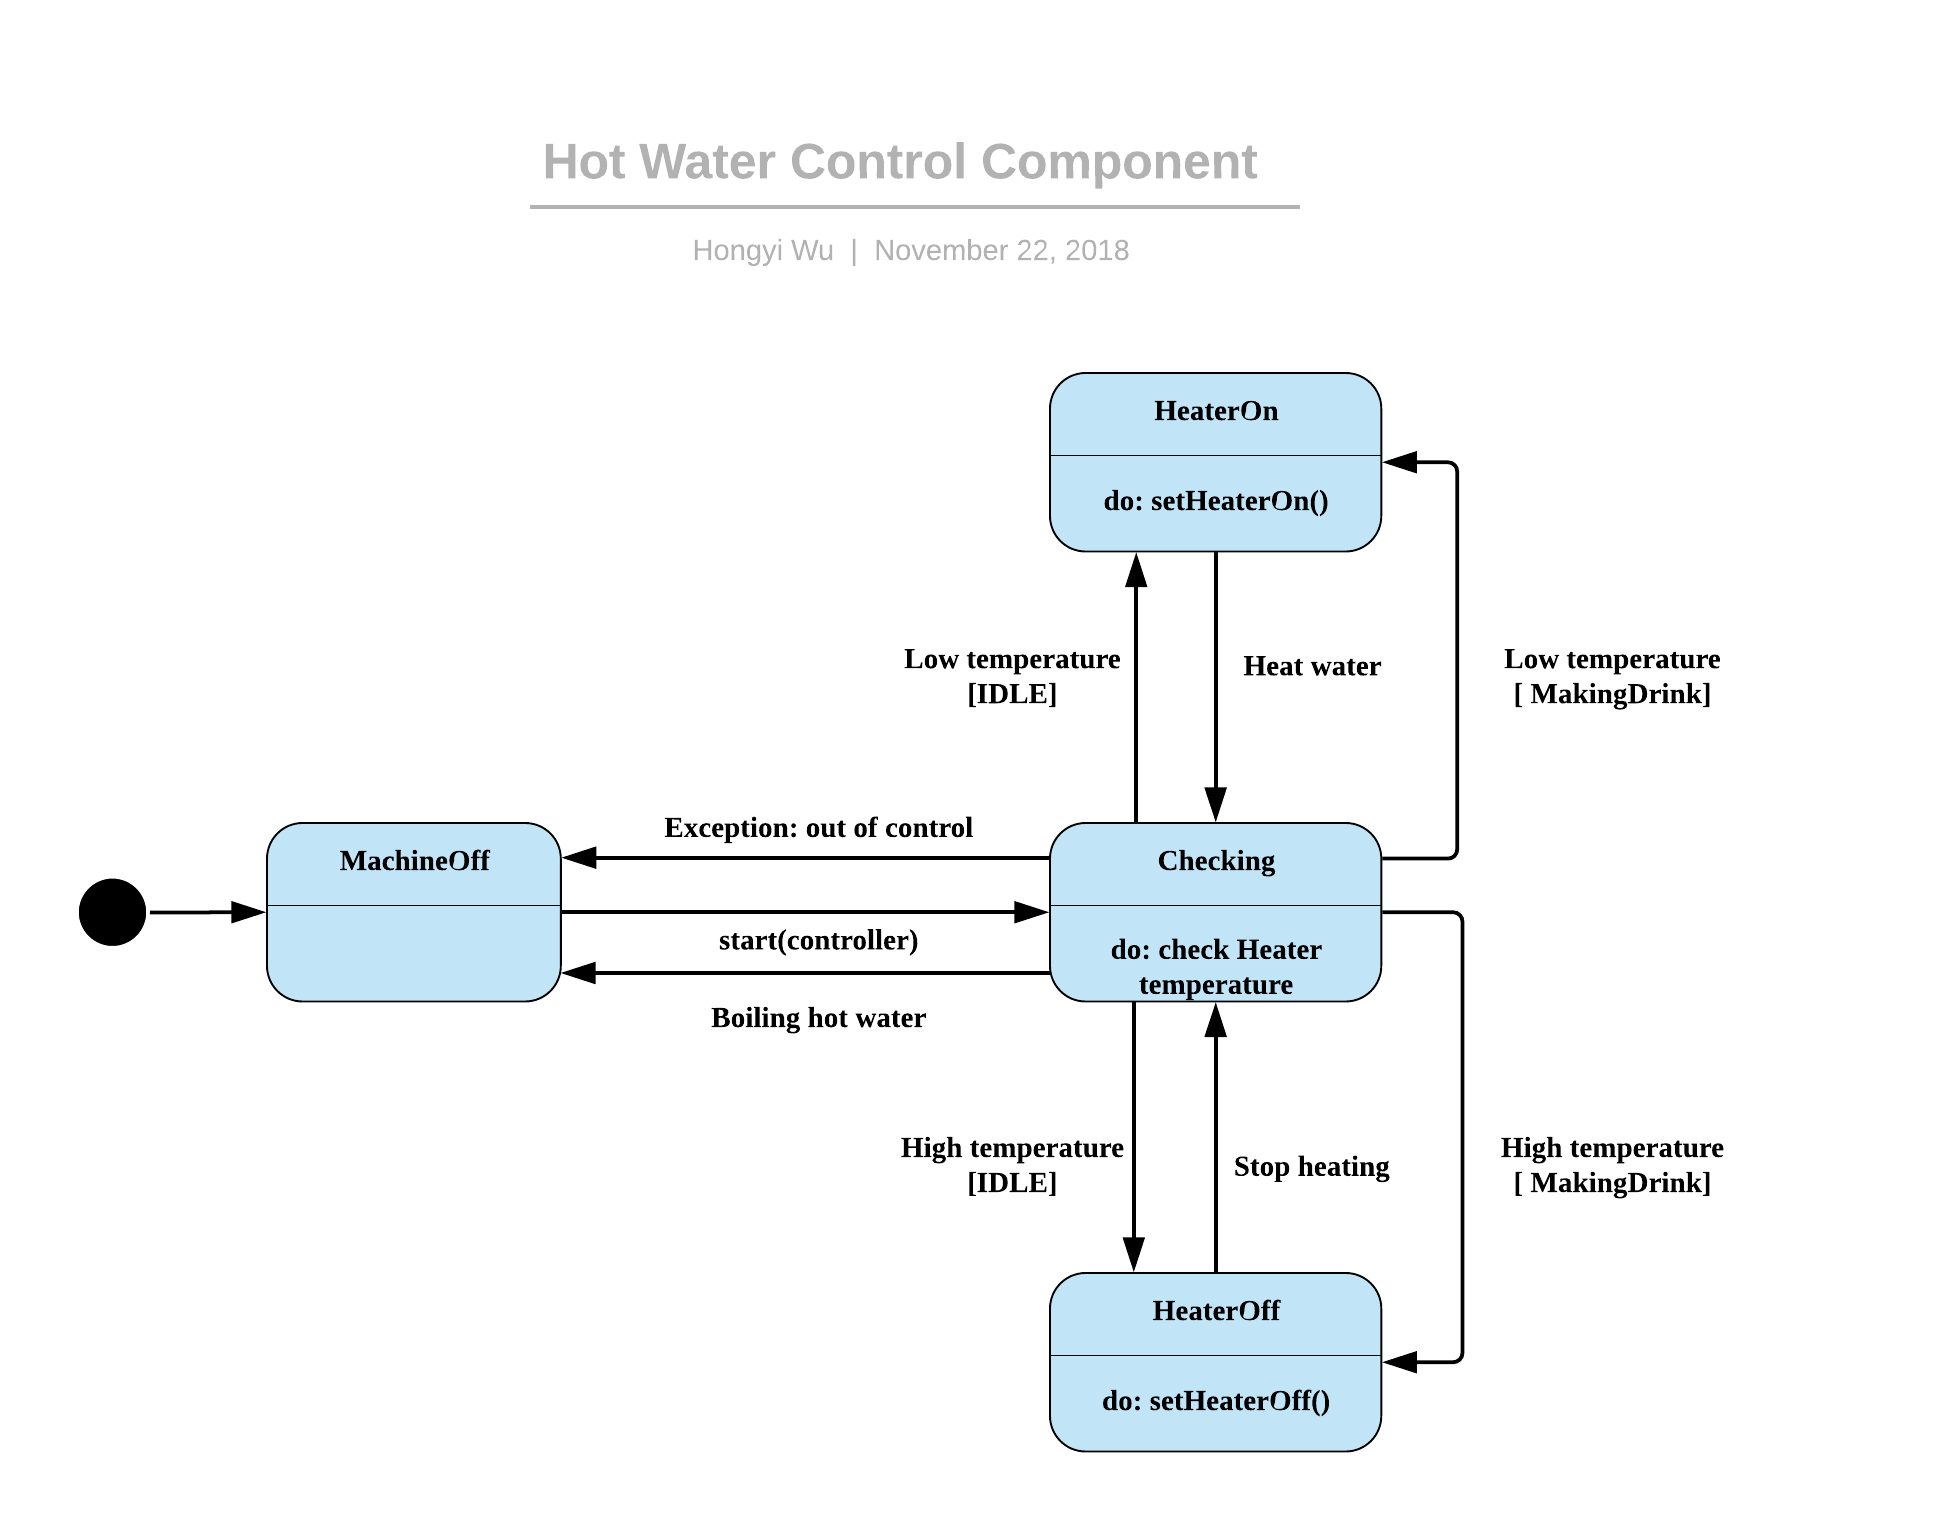 Hot Water Control Component
Hongyi Wu | November 22, 2018
HeaterOn
do: setHeaterOn()
Low temperature
[IDLE]
Heat water
Low temperature
[ MakingDrink]
Exception: out of control
MachineOff
Checking
start(controller)
do: check Heater
temperature
Boiling hot water
High temperature
[IDLE]
Stop heating
High temperature
[ MakingDrink]
HeaterOff
do: setHeaterOff()